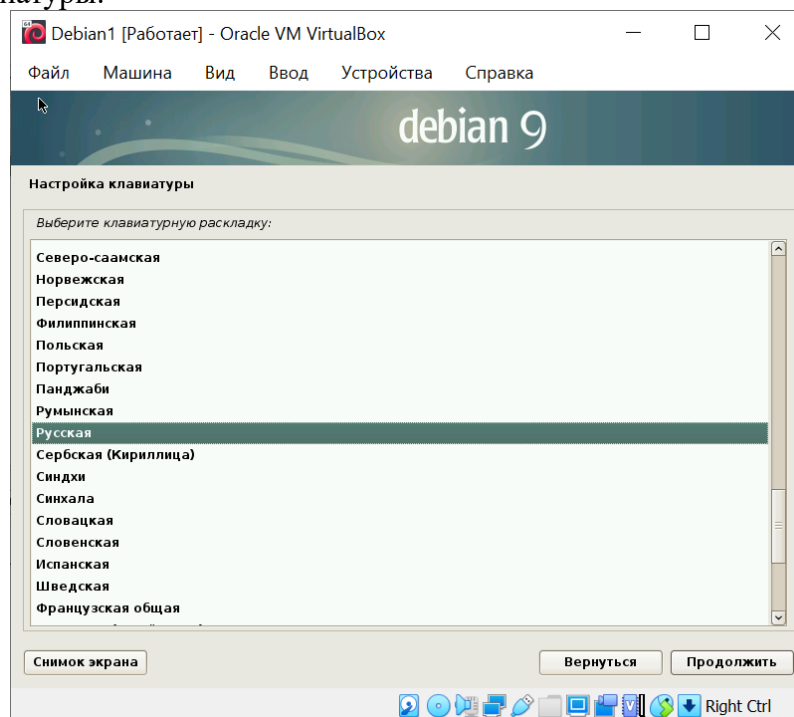 натуры.
Debian1 [Работает] - Oracle VM VirtualBox
Файл Машина Вид Ввод Устройства Справка
debian 9
Настройка клавиатуры
Выберите клавиатурную раскладку:
Северо-саамская
Норвежская
Персидская
Филиппинская
Польская
Португальская
Панджаби
Румынская
Русская
Сербская (Кириллица)
Синдхи
Синхала
Словацкая
Словенская
Испанская
Шведская
Французская общая
Снимок экрана Вернуться Продолжить
Right Ctrl